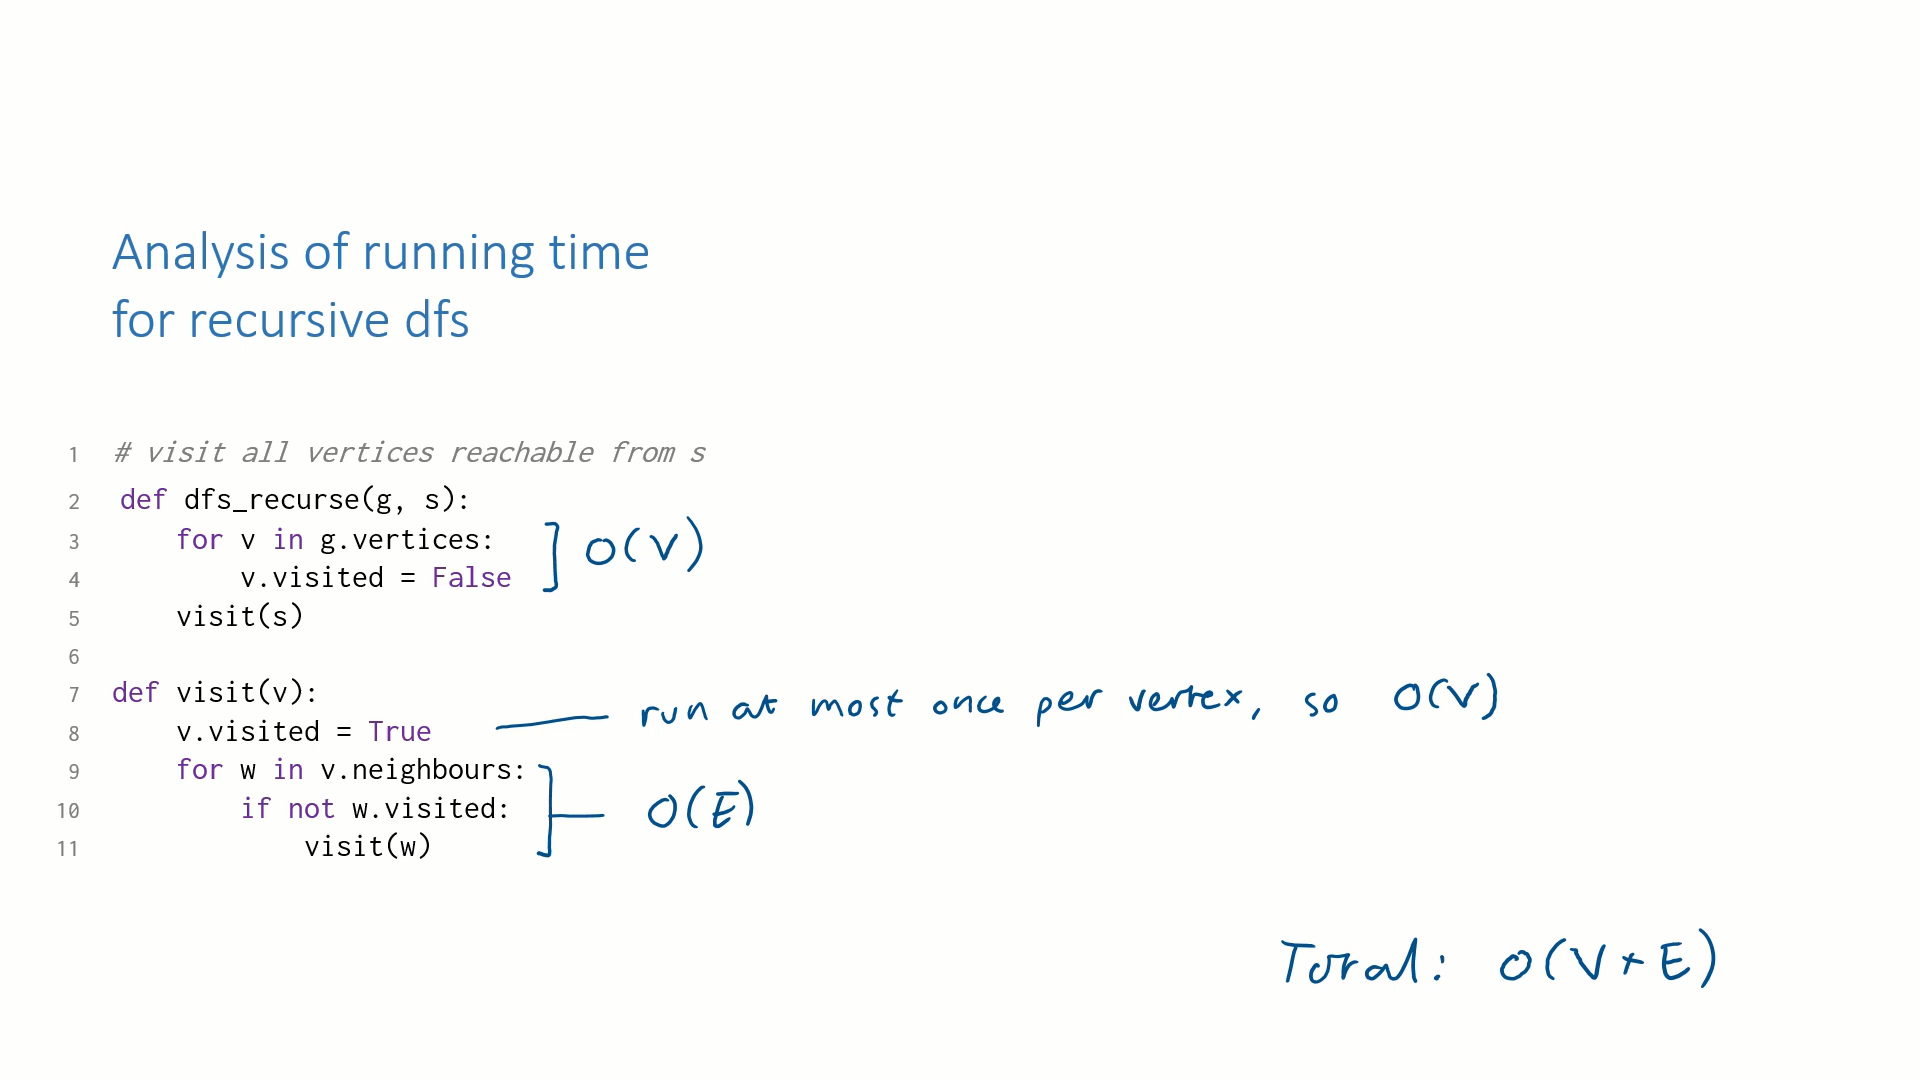 Analysis of running time
for recursive dfs
1 # visit all vertices reachable from s
2 def dfs_recurse(g, s):
3 for v in g.vertices:
4 v.visited = False
O(V)
5 visit(s)
6
7 def visit(v):
8 v.visited = True
run at most once per vertex, so O(V)
9 for w in v.neighbours:
10 if not w.visited:
11 visit(w)
O(E)
Total: O(V+E)